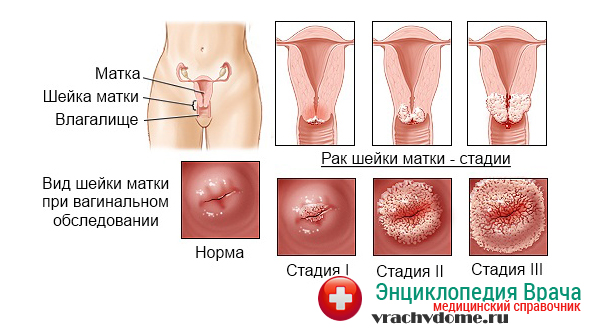 Матка
Шейка матки
Влагалище
Рак шейки матки - стадии
Вид шейки матки
при вагинальном
обследовании
Норма
Стадия I
Стадия II
Стадия III
Энциклопедия Врача
медицинский справочник
vrachvdome.ru